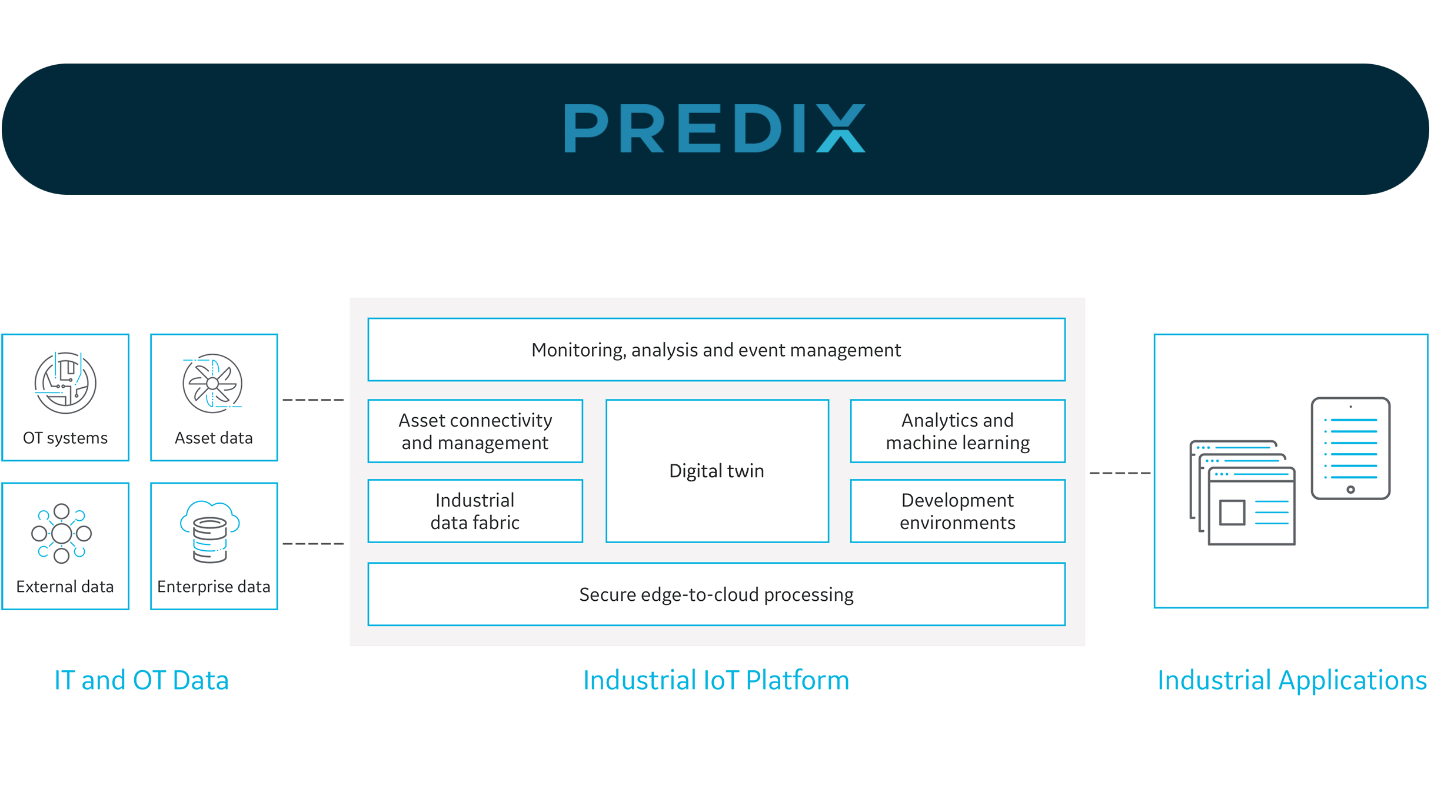 PREDIX
OT systems
Asset data
External data
Enterprise data
IT and OT Data
Monitoring, analysis and event management
Asset connectivity
and management
Industrial
data fabric
Digital twin
Analytics and
machine learning
Development
environments
Secure edge-to-cloud processing
Industrial IoT Platform
Industrial Applications